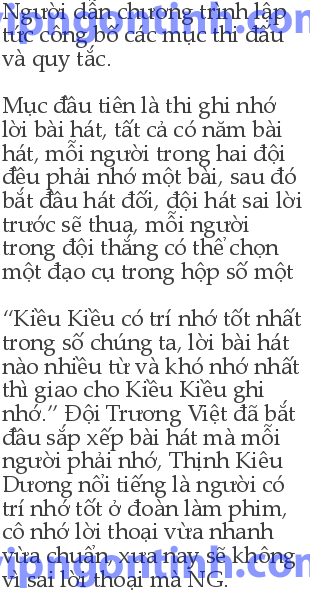 Người dẫn chương trình lập
tức công bố các mục thi đấu
và quy tắc.
Mục đầu tiên là thi ghi nhớ
lời bài hát, tất cả có năm bài
hát, mỗi người trong hai đội
đều phải nhớ một bài, sau đó
bắt đầu hát đối, đội hát sai lời
trước sẽ thua, mỗi người
trong đội thắng có thể chọn
một đạo cụ trong hộp số một
“Kiều Kiều có trí nhớ tốt nhất
trong số chúng ta, lời bài hát
nào nhiều từ và khó nhớ nhất
thì giao cho Kiều Kiều ghi
nhớ.” Đội Trương Việt đã bắt
đầu sắp xếp bài hát mà mỗi
người phải nhớ, Thịnh Kiêu
Dương nổi tiếng là người có
trí nhớ tốt ở đoàn làm phim,
cô nhớ lời thoại vừa nhanh
vừa chuẩn, xưa nay sẽ không
vì sai lời thoại mà NG.
vipngontinh.com
vipngontinh.com